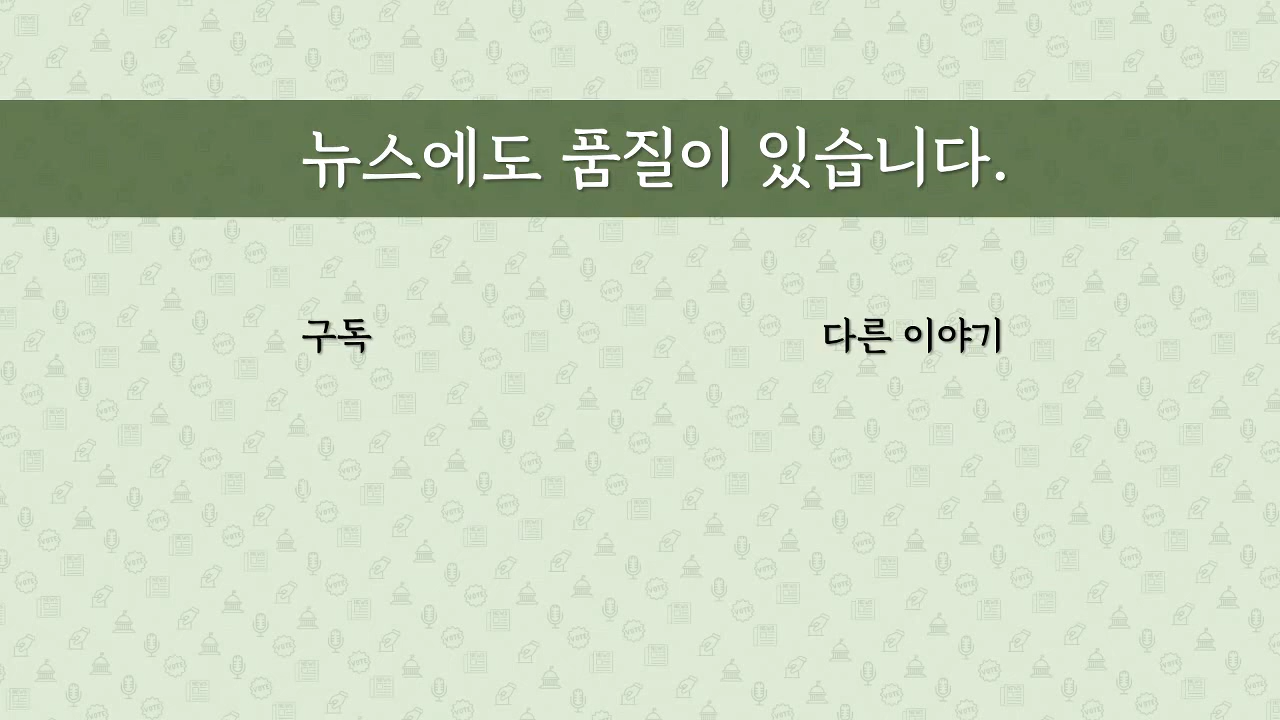 뉴스에도 품질이 있습니다.
구독
다른 이야기